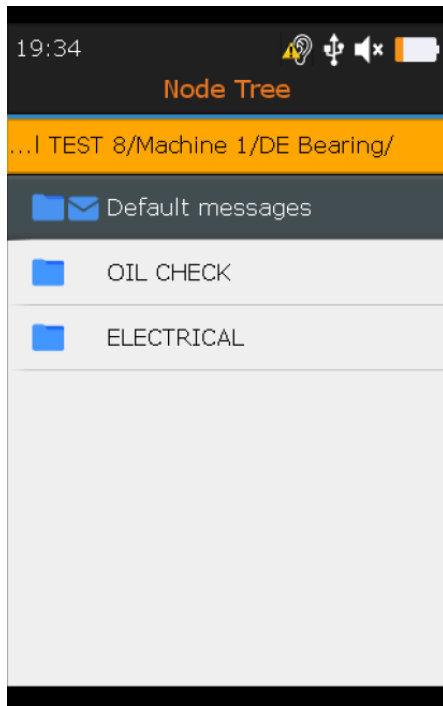 19:34
Node Tree
...l TEST 8/Machine 1/DE Bearing/
Default messages
OIL CHECK
ELECTRICAL